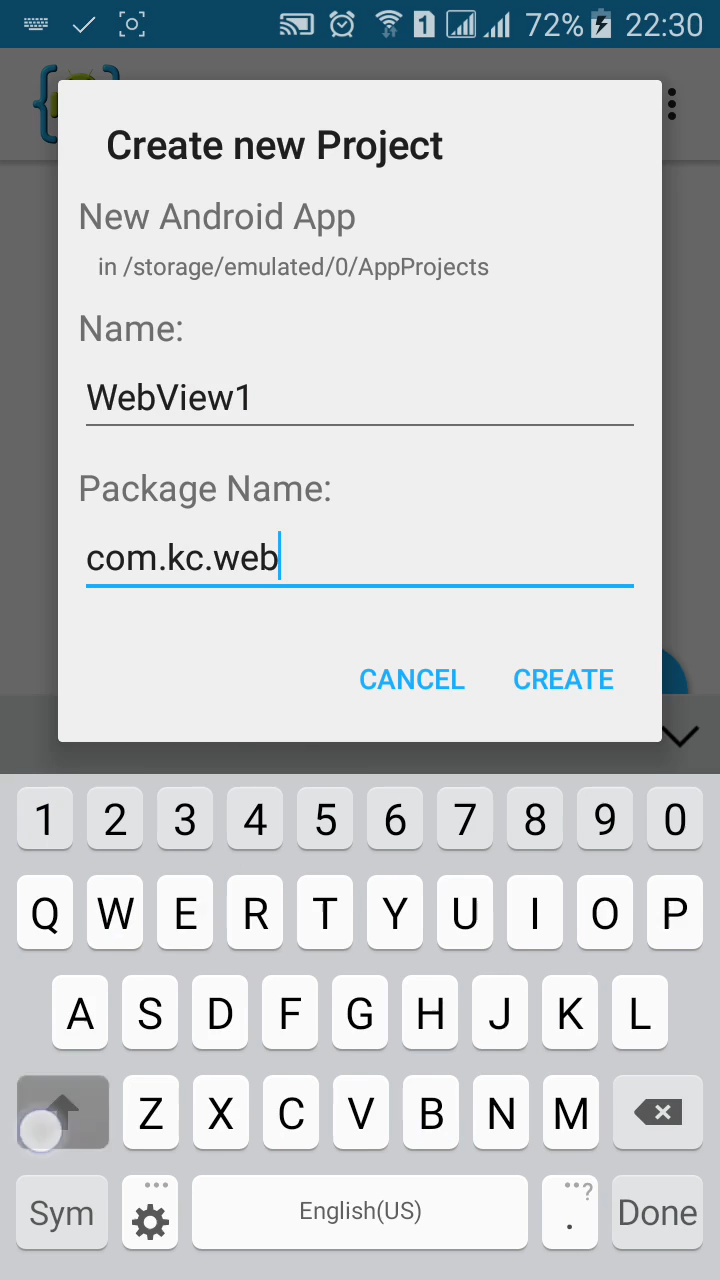 1 72% 22:30
Create new Project
New Android App
in /storage/emulated/0/AppProjects
Name:
WebView1
Package Name:
com.kc.web
CANCEL CREATE
1 2 3 4 5 6 7 8 9 0
Q W E R T Y U I O P
A S D F G H J K L
Z X C V B N M
Sym English(US) . ...? Done